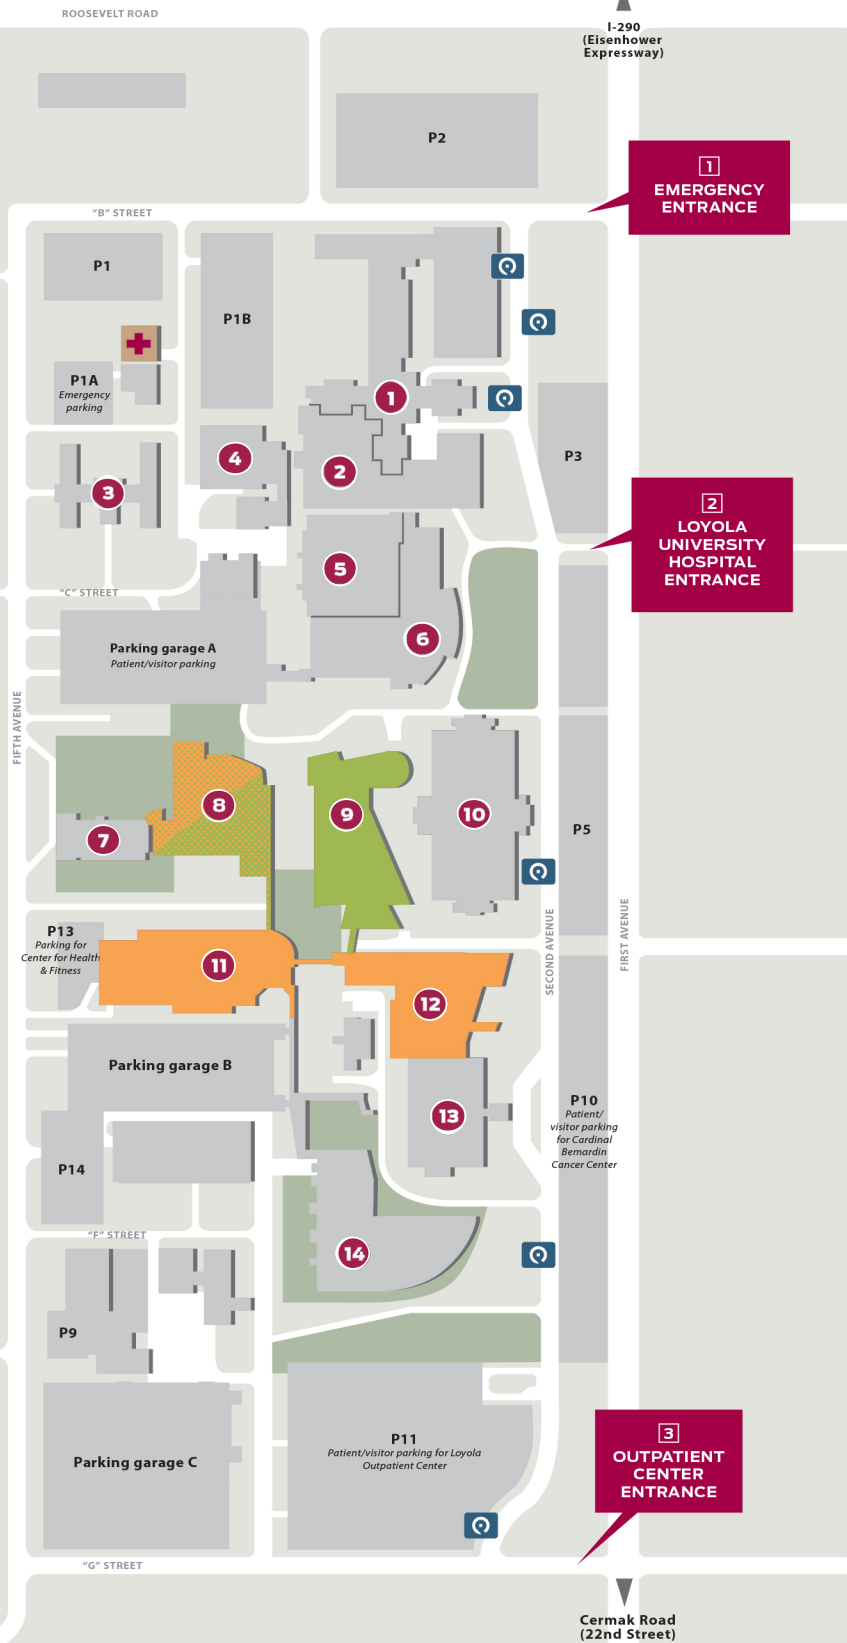 ROOSEVELT ROAD
I-290
(Eisenhower
Expressway)
P2
1
EMERGENCY
ENTRANCE
"B" STREET
P1
P1B
P1A
Emergency
parking
1
2
3
4
P3
2
LOYOLA
UNIVERSITY
HOSPITAL
ENTRANCE
5
"C" STREET
6
Parking garage A
Patient/visitor parking
FIFTH AVENUE
7
8
9
10
P5
SECOND AVENUE
FIRST AVENUE
P13
Parking for
Center for Health
& Fitness
11
12
Parking garage B
13
P10
Patient/
visitor parking
for Cardinal
Bemardin
Cancer Center
P14
"F" STREET
14
P9
P11
Patient/visitor parking for Loyola
Outpatient Center
Parking garage C
3
OUTPATIENT
CENTER
ENTRANCE
"G" STREET
Cermak Road
(22nd Street)